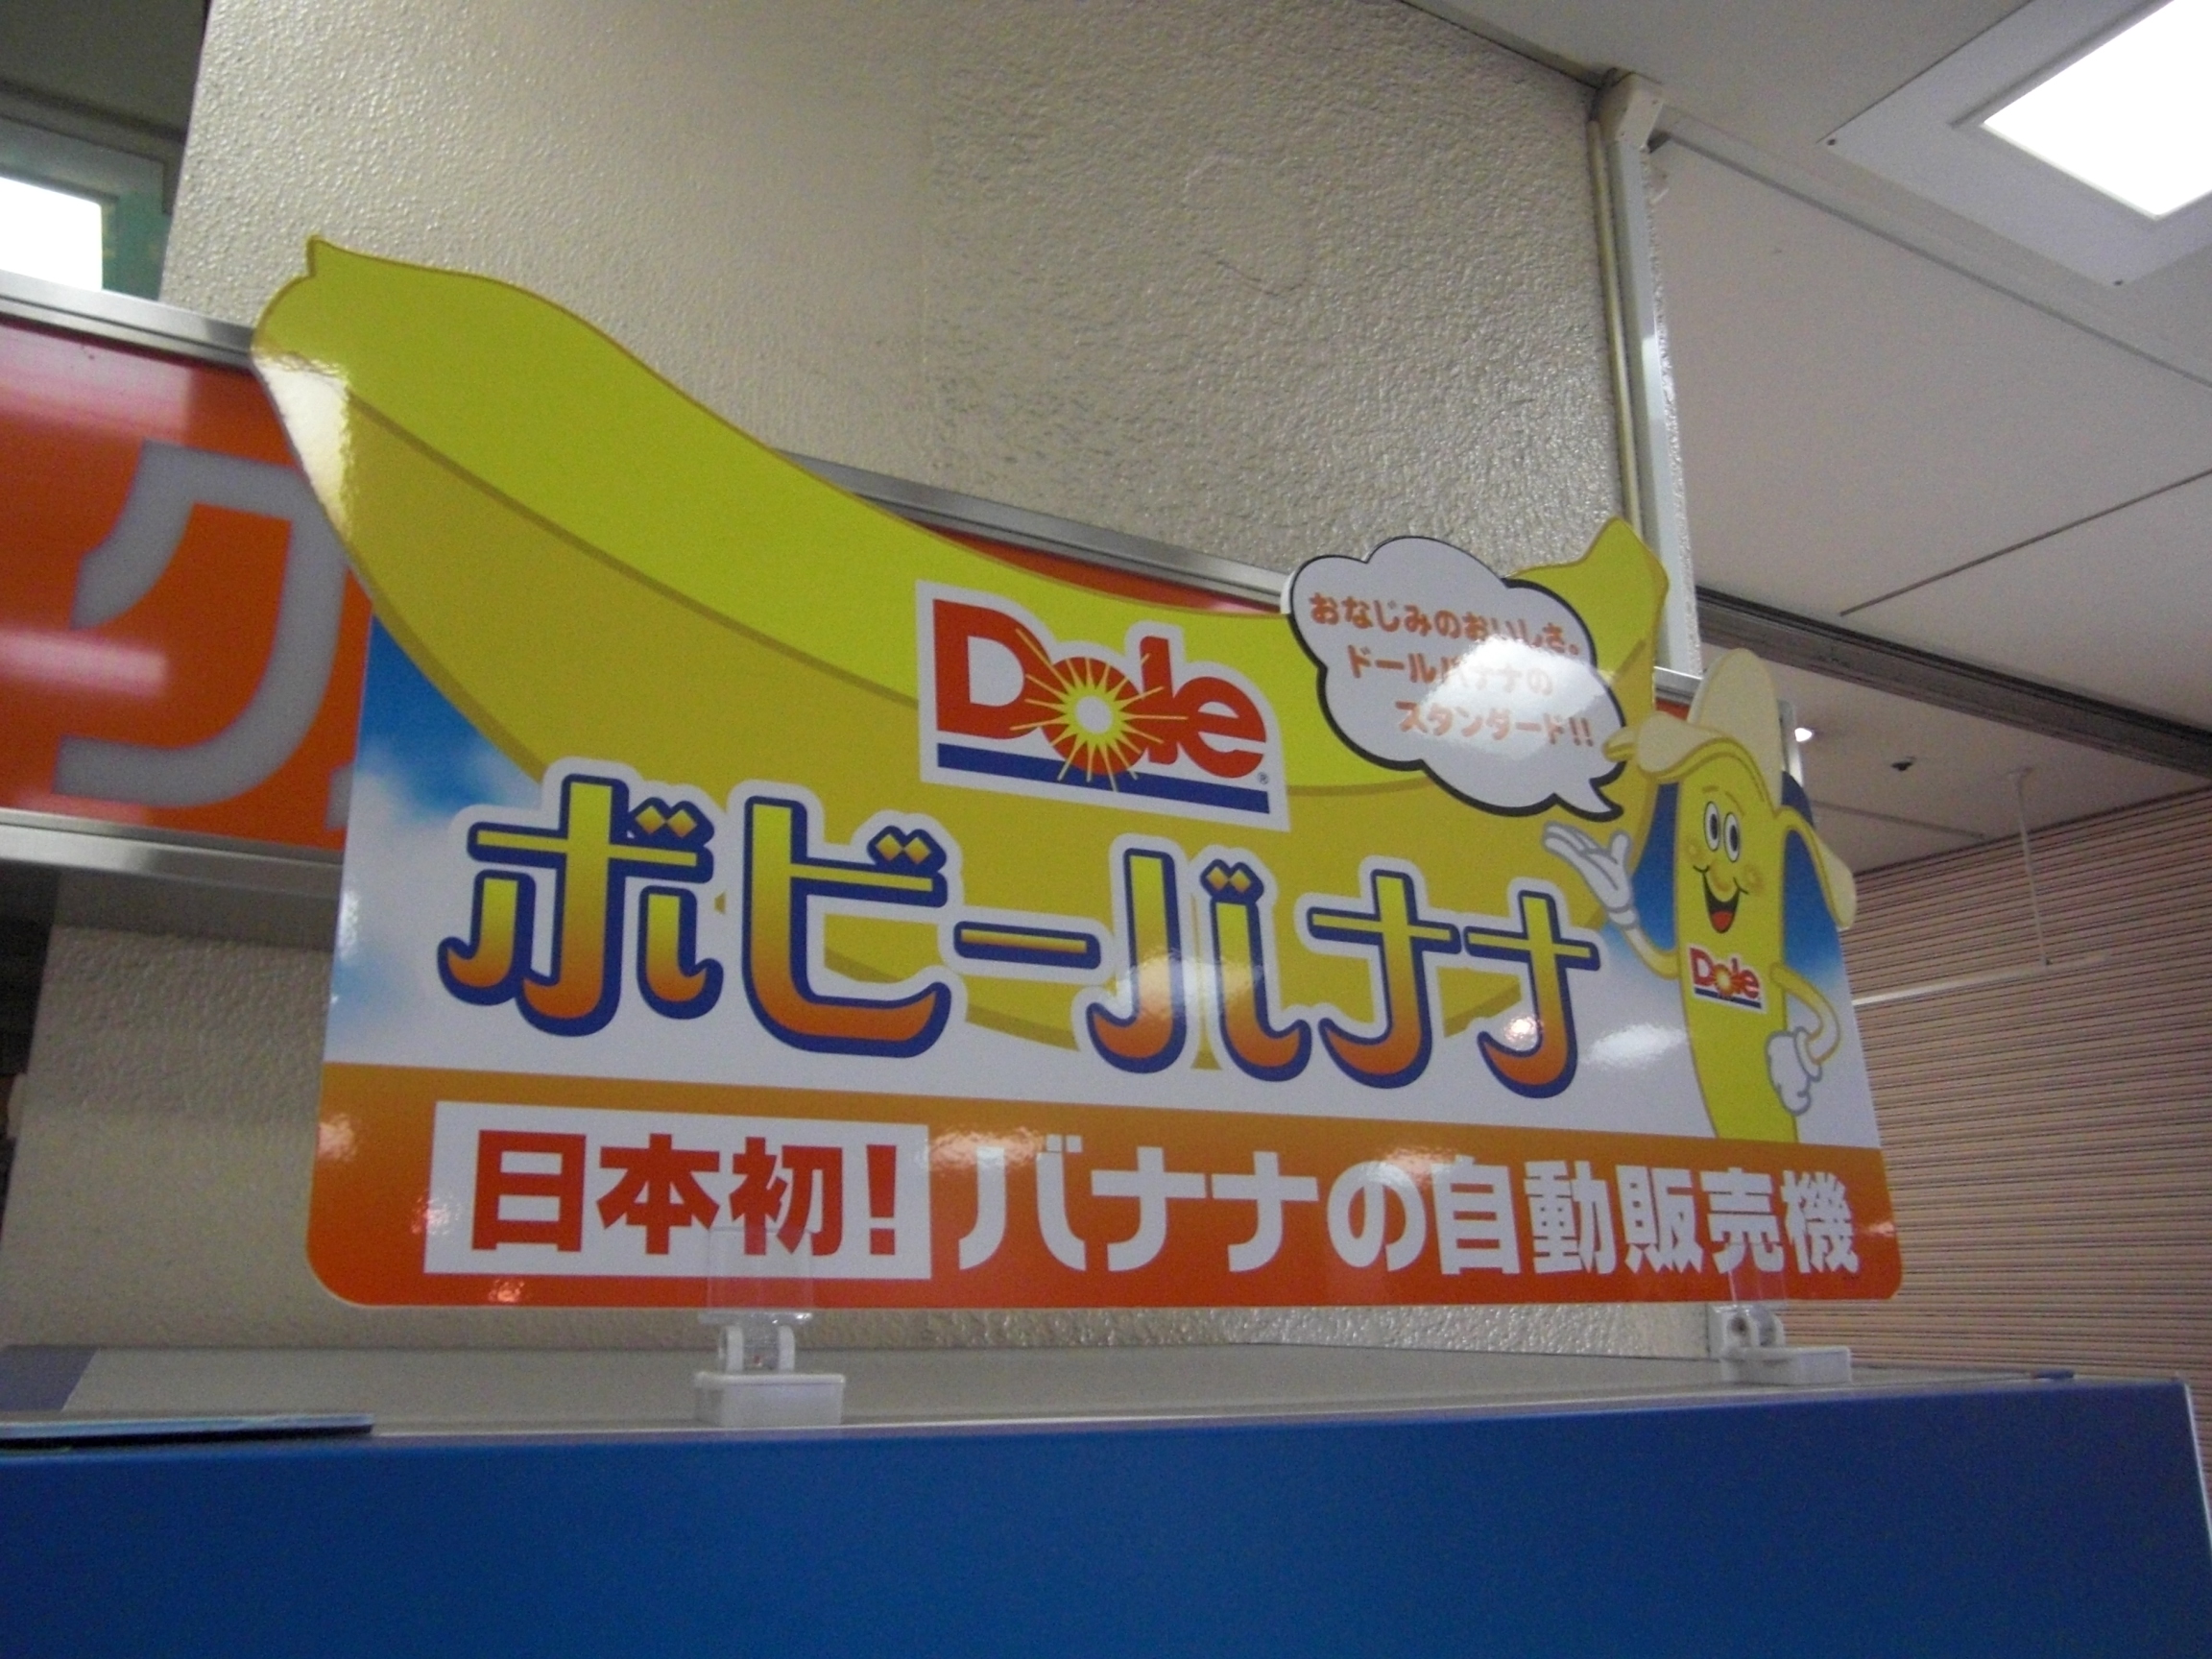 ク
Dole
おなじみのおいしさ。
ドールバナナの
スタンダード!!
ボビーバナナ
Dole
日本初! バナナの自動販売機